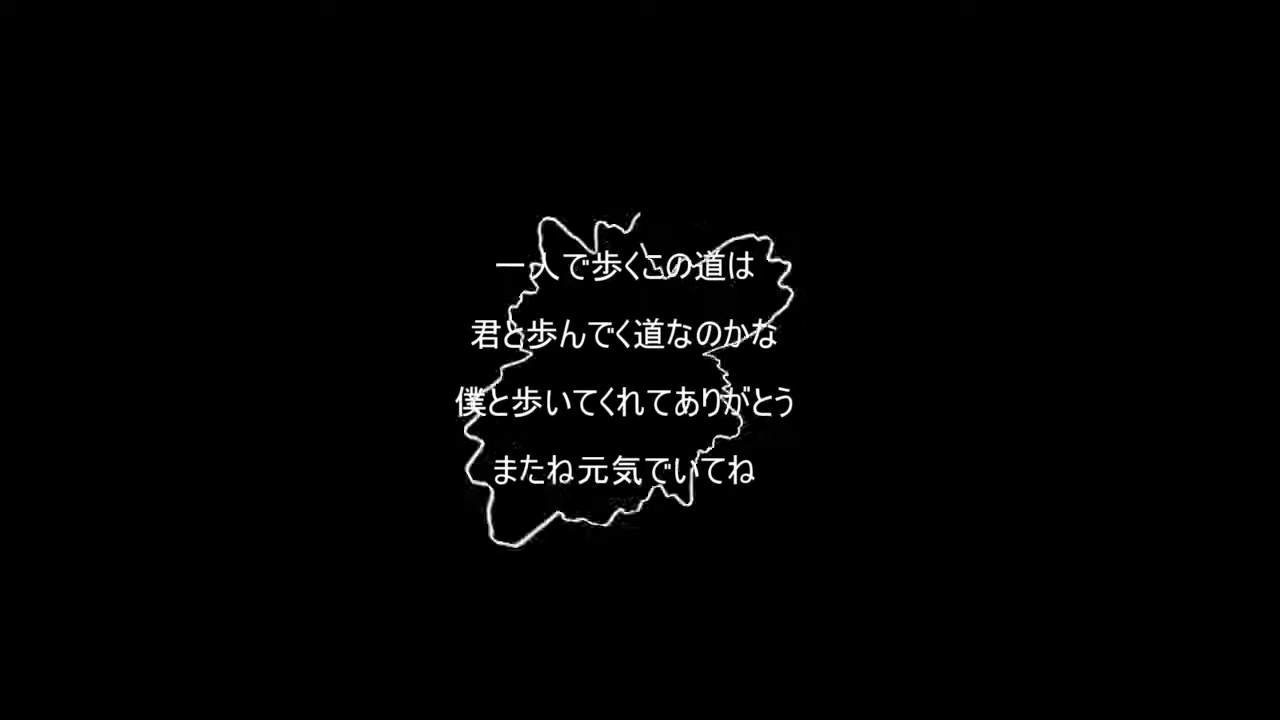 一人で歩くこの道は
君と歩んでく道なのかな
僕と歩いてくれてありがとう
またね元気でいてね